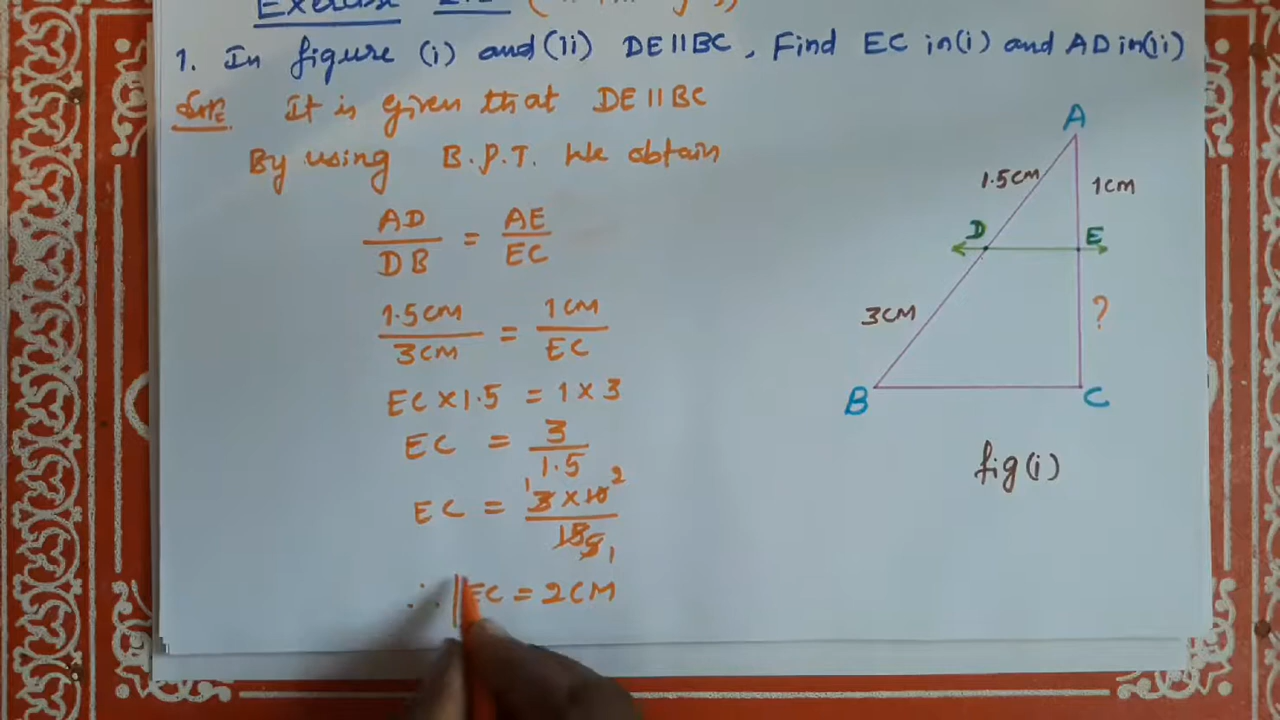 Exercise
1. In figure (i) and (ii) DE||BC, Find EC in (i) and AD in (ii)
It is given that DE||BC
By using B.P.T. We obtain
AD/DB = AE/EC
1.5CM/3CM = 1CM/EC
EC×1.5 = 1×3
EC = 3/1.5
EC = 3×10/15
∴ EC = 2CM
A
1.5CM
1CM
D
E
3CM
?
B
C
fig(i)